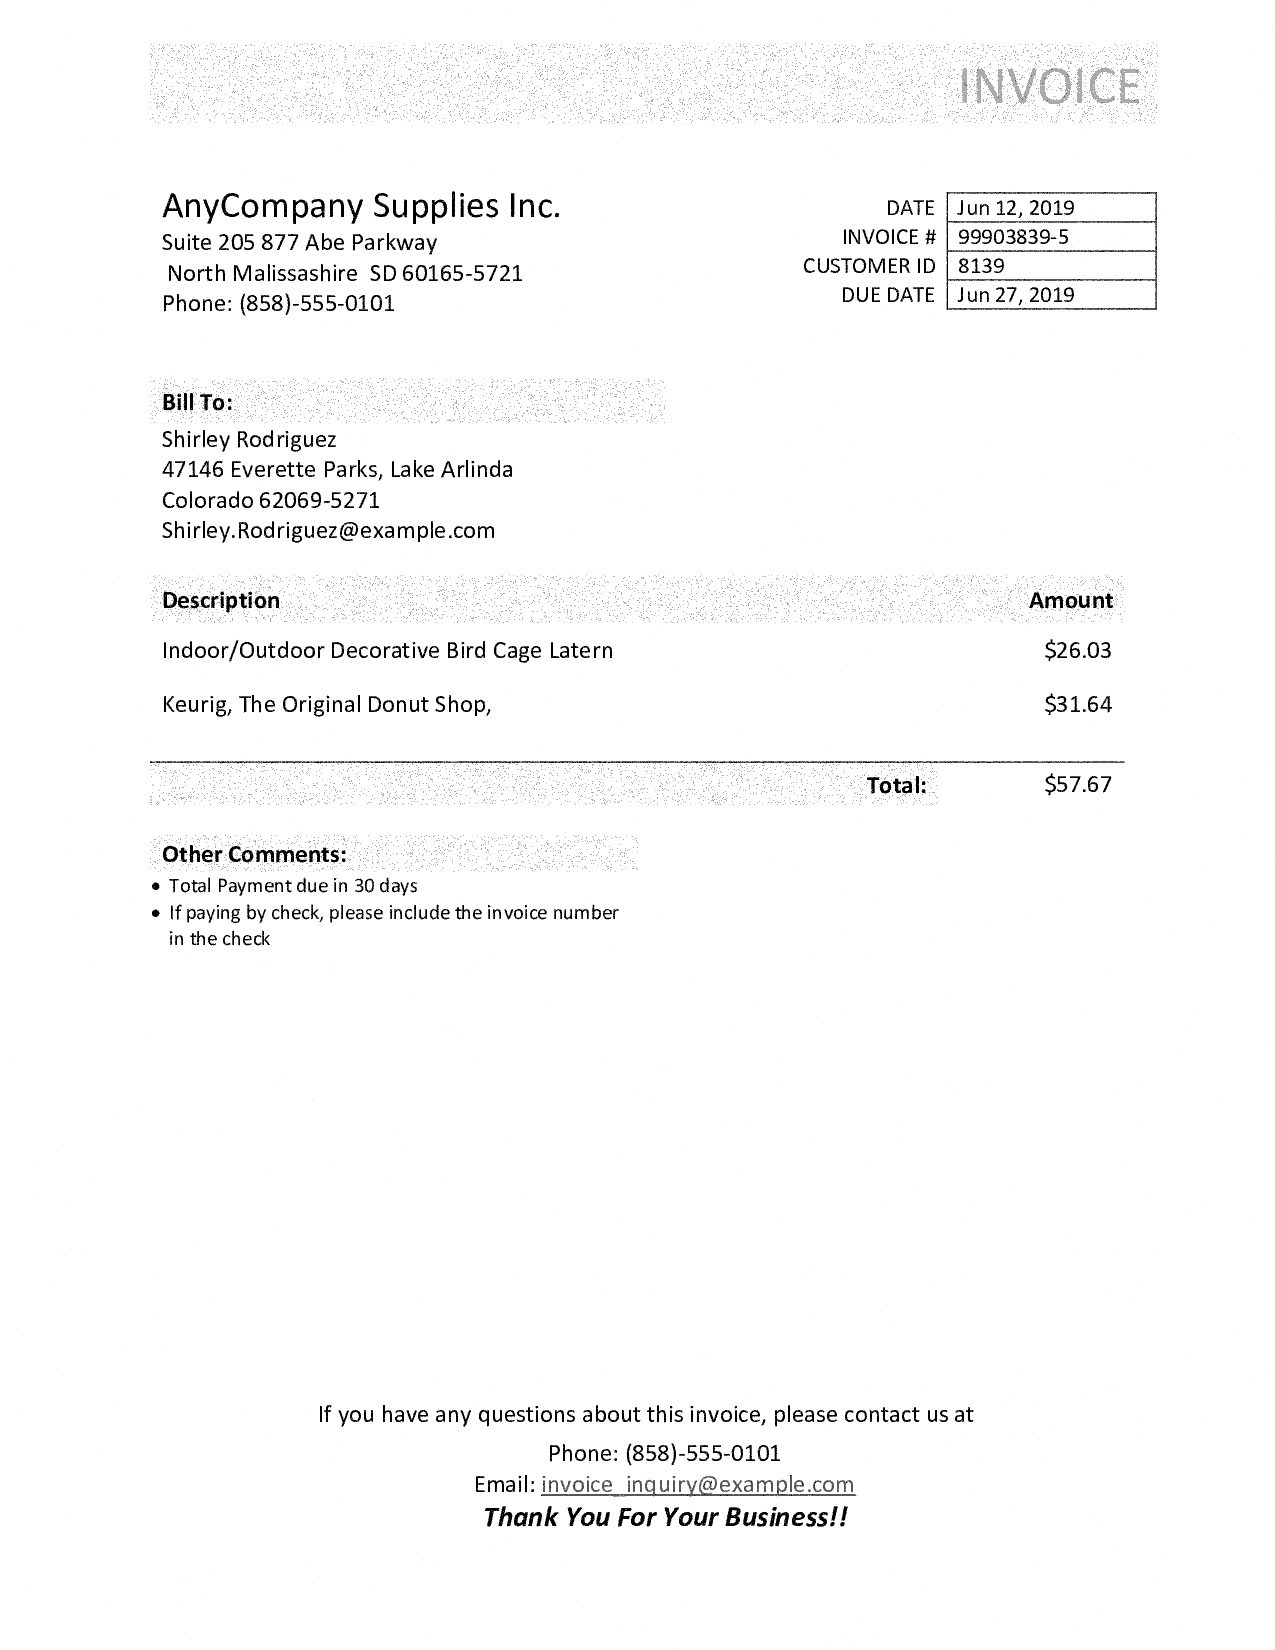 INVOICE
AnyCompany Supplies Inc.
Suite 205 877 Abe Parkway
North Malissashire SD 60165-5721
Phone: (858)-555-0101
DATE Jun 12, 2019
INVOICE # 99903839-5
CUSTOMER ID 8139
DUE DATE Jun 27, 2019
Bill To:
Shirley Rodriguez
47146 Everette Parks, Lake Arlinda
Colorado 62069-5271
Shirley.Rodriguez@example.com
Description Amount
Indoor/Outdoor Decorative Bird Cage Latern $26.03
Keurig, The Original Donut Shop, $31.64
Total: $57.67
Other Comments:
• Total Payment due in 30 days
• If paying by check, please include the invoice number
in the check
If you have any questions about this invoice, please contact us at
Phone: (858)-555-0101
Email: invoice_inquiry@example.com
Thank You For Your Business!!